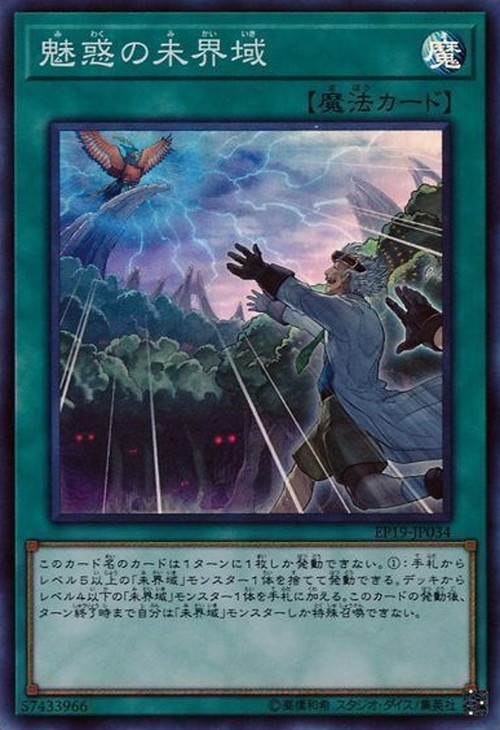 魅惑の未界域
魔
【魔法カード】
EP19-JP034
このカード名のカードは1ターンに1枚しか発動できない。①:手札から
レベル5以上の「未界域」モンスター1体を捨てて発動できる。デッキから
レベル4以下の「未界域」モンスター1体を手札に加える。このカードの発動後、
ターン終了時まで自分は「未界域」モンスターしか特殊召喚できない。
57433966
©高橋和希 スタジオ・ダイス/集英社